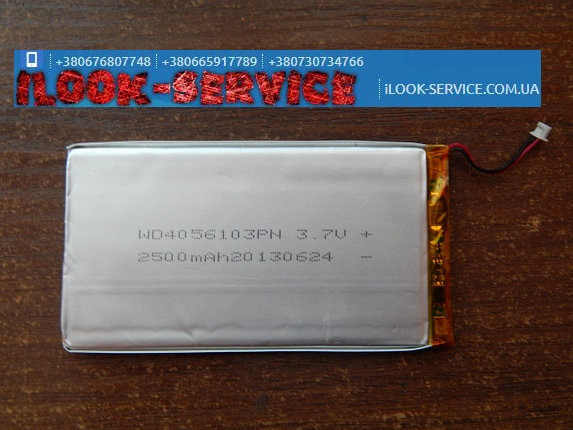 +380676807748 +380665917789 +380730734766
iLOOK-SERVICE
iLOOK-SERVICE.COM.UA
WD4056103PN 3.7V +
2500mAh20130624 -